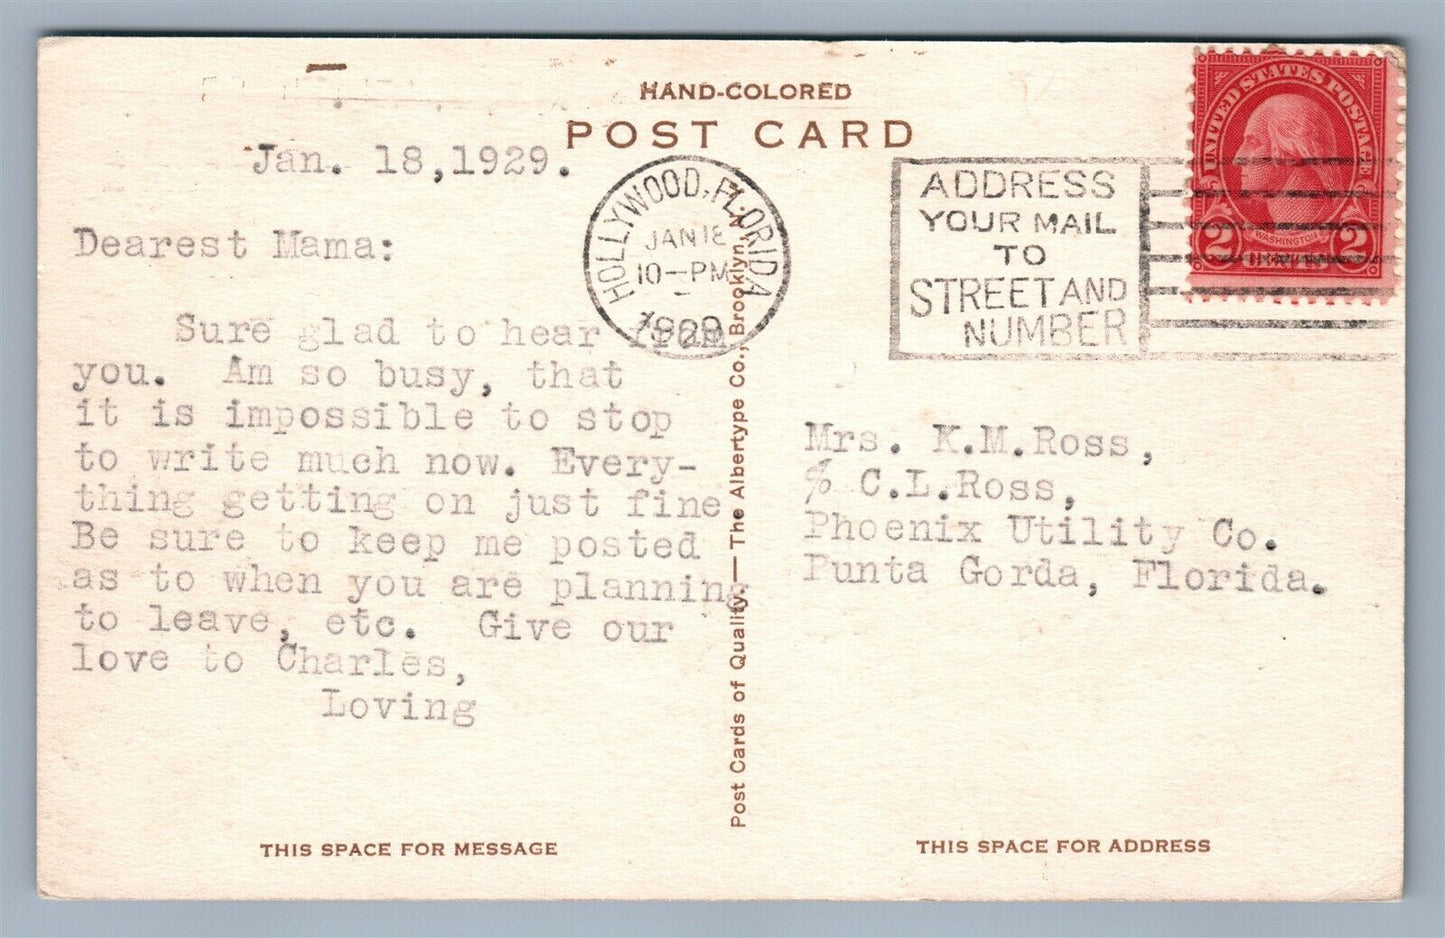 HAND-COLORED
POST CARD
Jan. 18,1929.
Dearest Mama:
Sure glad to hear from
you. Am so busy, that
it is impossible to stop
to write much now. Every-
thing getting on just fine
Be sure to keep me posted
as to when you are planning
to leave, etc. Give our
love to Charles,
Loving
THIS SPACE FOR MESSAGE
Post Cards of Quality. — The Albertype Co., Brooklyn, N.Y.
HOLLYWOOD, FLORIDA
JAN 18
10—PM
1929
ADDRESS
YOUR MAIL
TO
STREET AND
NUMBER
UNITED STATES POSTAGE
WASHINGTON
2 CENTS 2
Mrs. K.M.Ross,
% C.L.Ross,
Phoenix Utility Co.
Punta Gorda, Florida.
THIS SPACE FOR ADDRESS